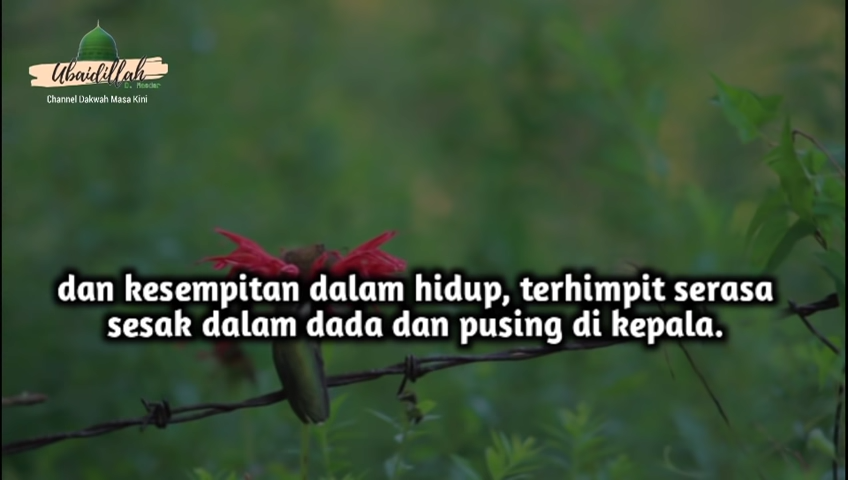 Ubaidillah
Channel Dakwah Masa Kini
dan kesempitan dalam hidup, terhimpit serasa
sesak dalam dada dan pusing di kepala.